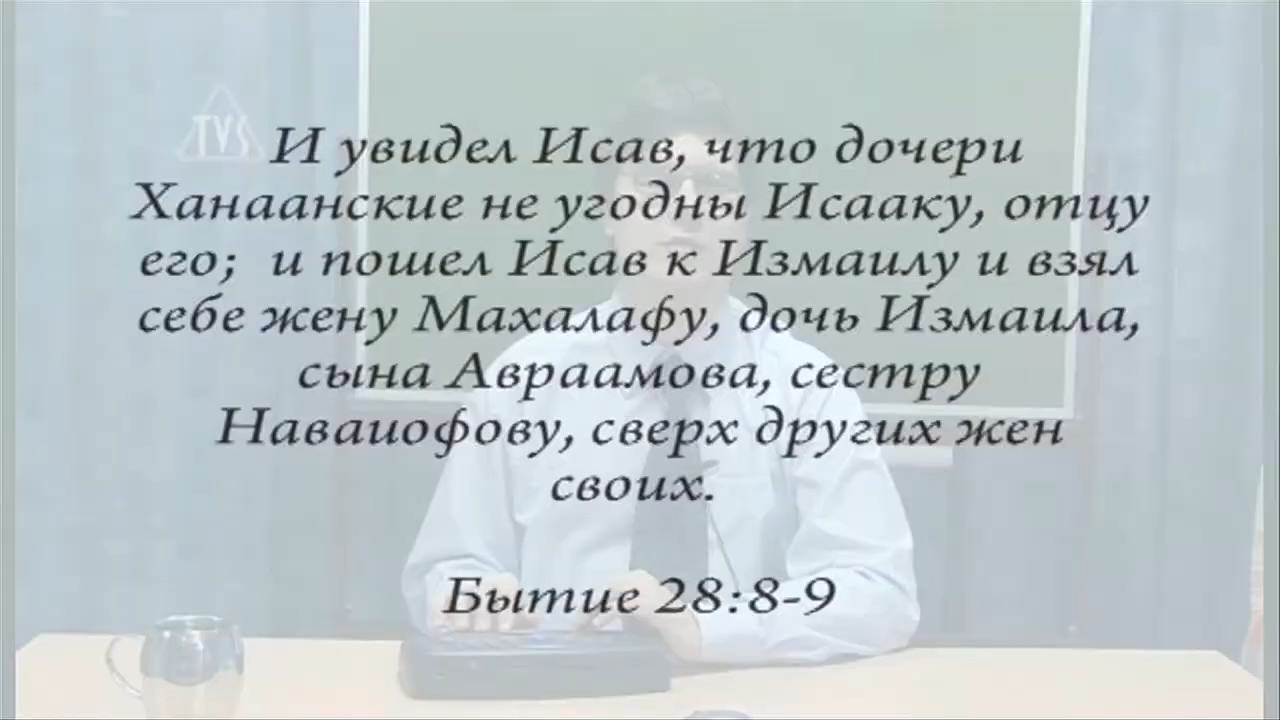 TVS
И увидел Исав, что дочери
Ханаанские не угодны Исааку, отцу
его; и пошел Исав к Измаилу и взял
себе жену Махалафу, дочь Измаила,
сына Авраамова, сестру
Наваиофову, сверх других жен
своих.
Бытие 28:8-9